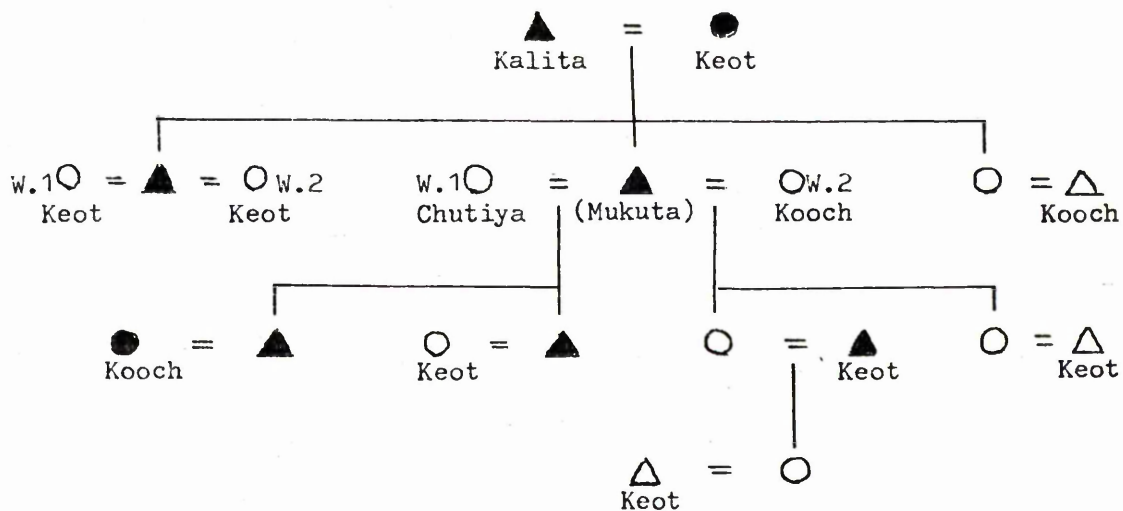 =
Kalita Keot
W.1 = = W.2 W.1 = = W.2 =
Keot Keot Chutiya (Mukuta) Kooch Kooch
= = = =
Kooch Keot Keot Keot
=
Keot